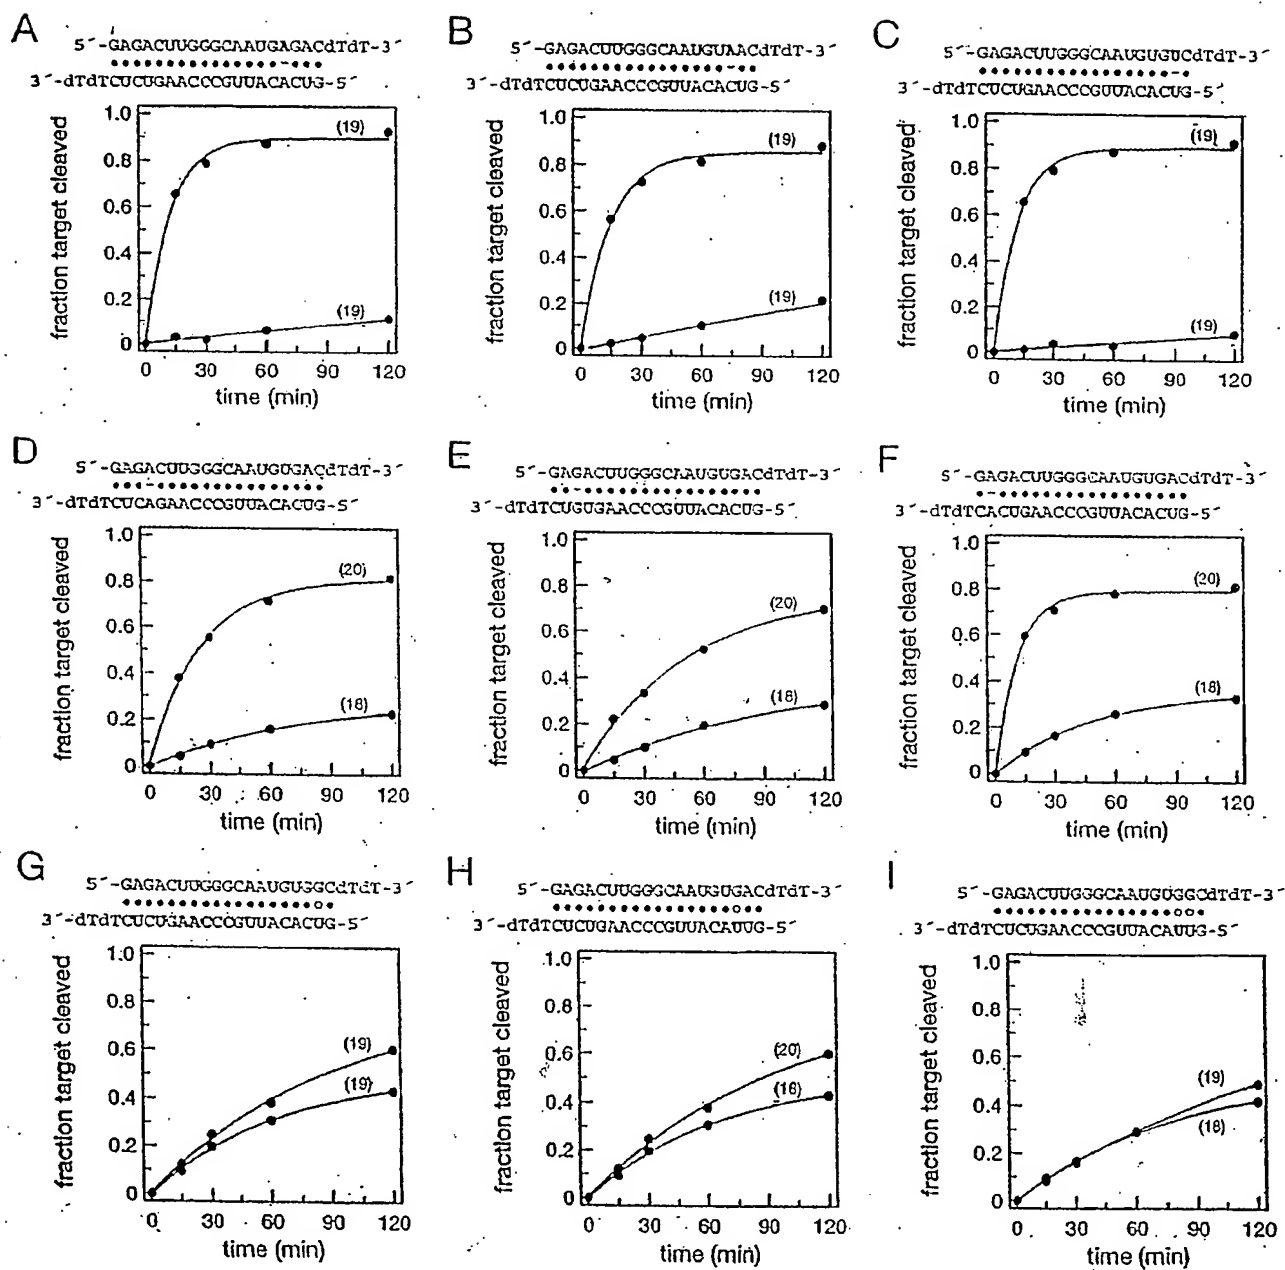 A
5´-GAGACUUGGGCAAUGAGACdTdT-3´
3´-dTdTCUCUGAACCCGUUACACUG-5´
fraction target cleaved
1.0
0.8
0.6
0.4
0.2
0
(19)
(19)
0 30 60 90 120
time (min)
B
5´-GAGACUUGGGCAAUGUAACdTdT-3´
3´-dTdTCUCUGAACCCGUUACACUG-5´
fraction target cleaved
1.0
0.8
0.6
0.4
0.2
0
(19)
(19)
0 30 60 90 120
time (min)
C
5´-GAGACUUGGGCAAUGUGUCdTdT-3´
3´-dTdTCUCUGAACCCGUUACACUG-5´
fraction target cleaved
1.0
0.8
0.6
0.4
0.2
0
(19)
(19)
0 30 60 90 120
time (min)
D
5´-GAGACUUGGGCAAUGUGACdTdT-3´
3´-dTdTCUCAGAACCCGUUACACUG-5´
fraction target cleaved
1.0
0.8
0.6
0.4
0.2
0
(20)
(18)
0 30 60 90 120
time (min)
E
5´-GAGACUUGGGCAAUGUGACdTdT-3´
3´-dTdTCUGUGAACCCGUUACACUG-5´
fraction target cleaved
1.0
0.8
0.6
0.4
0.2
0
(20)
(18)
0 30 60 90 120
time (min)
F
5´-GAGACUUGGGCAAUGUGACdTdT-3´
3´-dTdTCACUGAACCCGUUACACUG-5´
fraction target cleaved
1.0
0.8
0.6
0.4
0.2
0
(20)
(18)
0 30 60 90 120
time (min)
G
5´-GAGACUUGGGCAAUGUGGCdTdT-3´
3´-dTdTCUCUGAACCCGUUACACUG-5´
fraction target cleaved
1.0
0.8
0.6
0.4
0.2
0
(19)
(19)
0 30 60 90 120
time (min)
H
5´-GAGACUUGGGCAAUGUGACdTdT-3´
3´-dTdTCUCUGAACCCGUUACAUUG-5´
fraction target cleaved
1.0
0.8
0.6
0.4
0.2
0
(20)
(18)
0 30 60 90 120
time (min)
I
5´-GAGACUUGGGCAAUGUGGCdTdT-3´
3´-dTdTCUCUGAACCCGUUACAUUG-5´
fraction target cleaved
1.0
0.8
0.6
0.4
0.2
0
(19)
(18)
0 30 60 90 120
time (min)